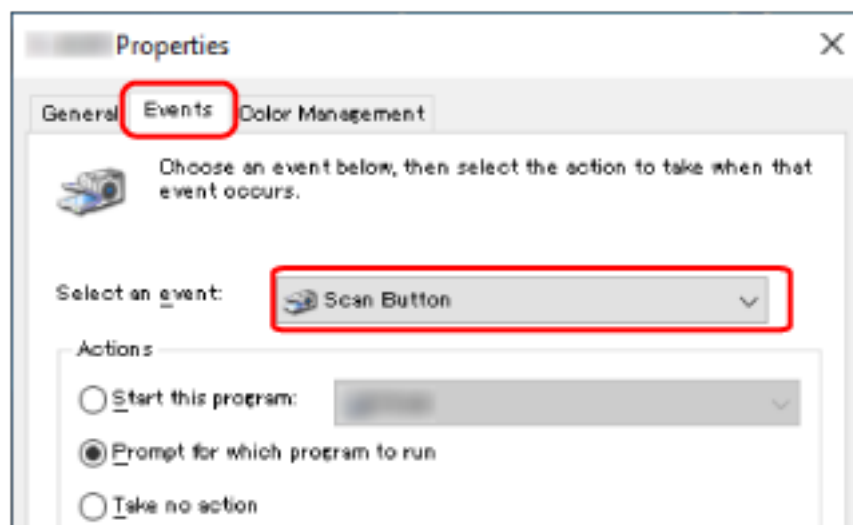 Properties
General Events Color Management
Choose an event below, then select the action to take when that
event occurs.
Select an event: Scan Button
Actions
Start this program:
Prompt for which program to run
Take no action